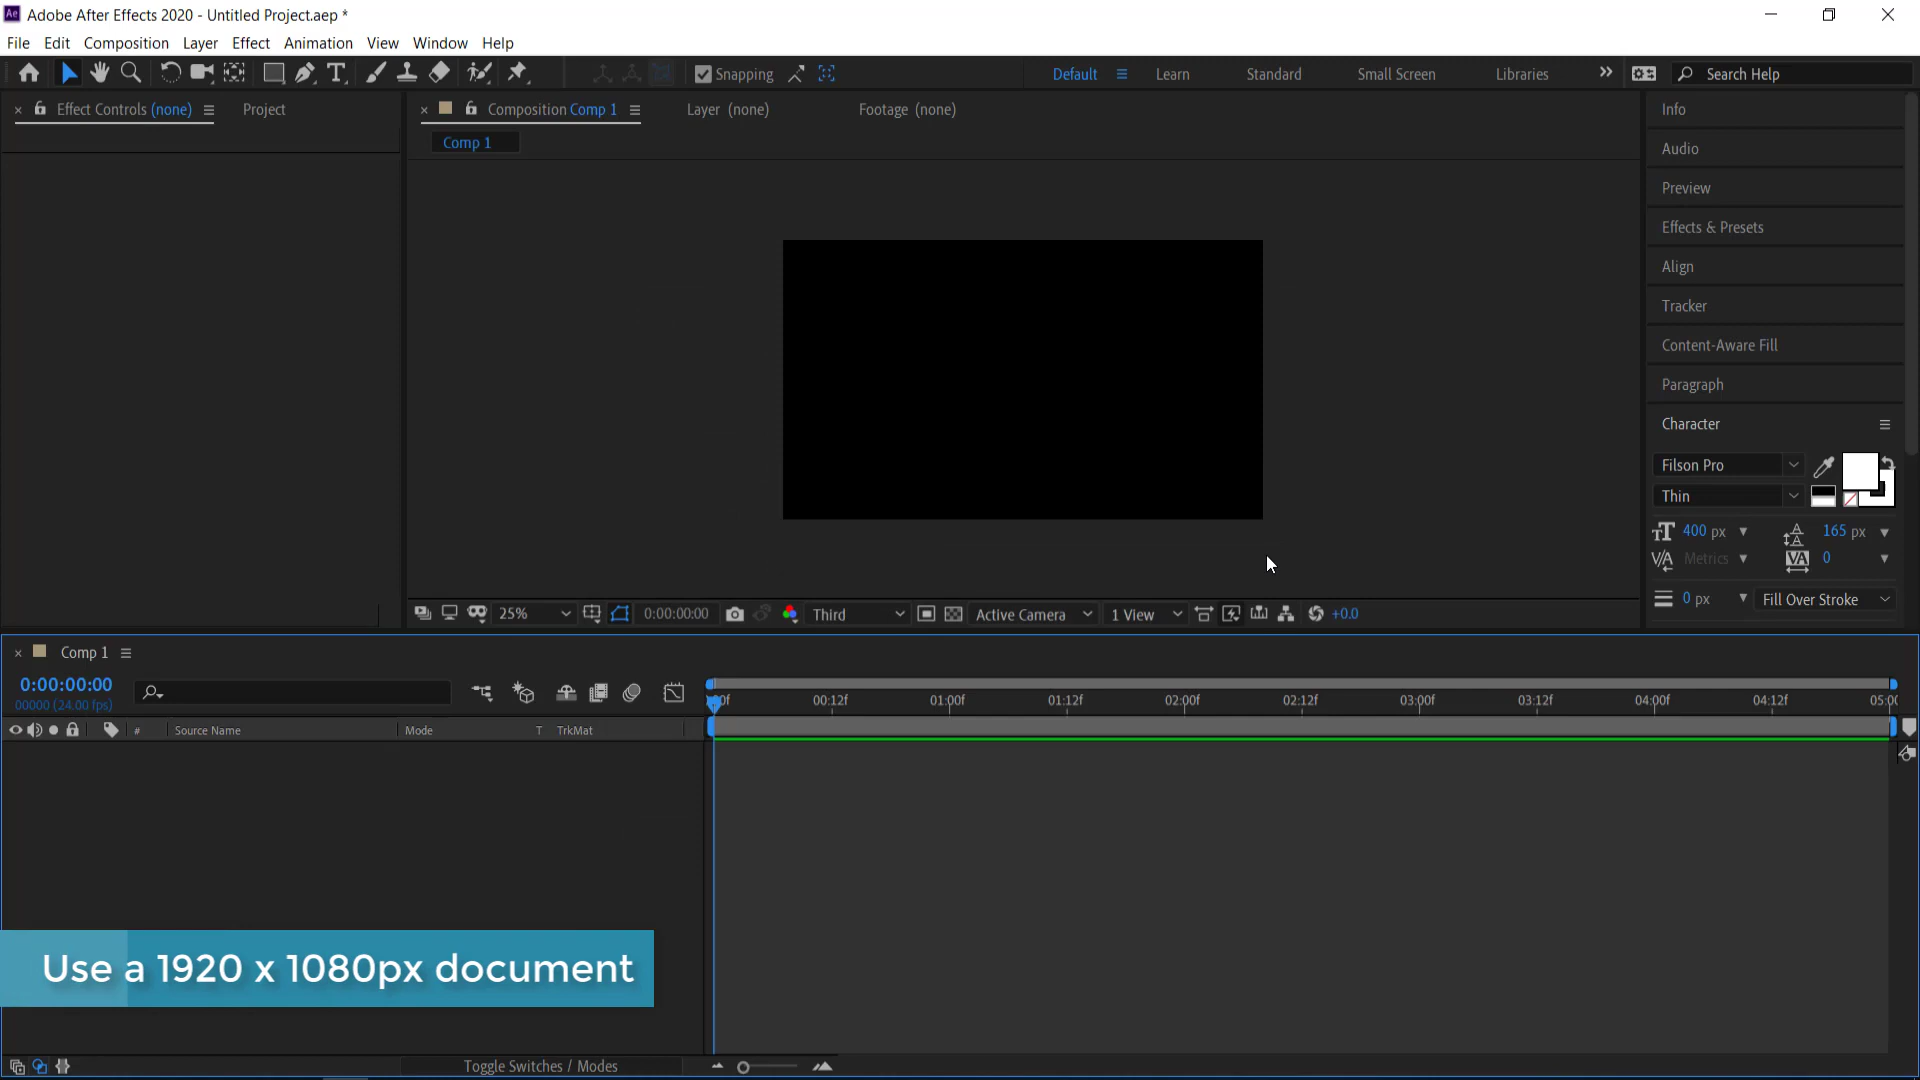 Adobe After Effects 2020 - Untitled Project.aep *
File Edit Composition Layer Effect Animation View Window Help
Snapping Default Learn Standard Small Screen Libraries Search Help
Effect Controls (none) Project Composition Comp 1 Layer (none) Footage (none)
Comp 1
Info
Audio
Preview
Effects & Presets
Align
Tracker
Content-Aware Fill
Paragraph
Character
Filson Pro
Thin
400 px 165 px
Metrics 0
0 px Fill Over Stroke
25% 0:00:00:00 Third Active Camera 1 View +0.0
Comp 1
0:00:00:00
00000 (24.00 fps)
00:12f 01:00f 01:12f 02:00f 02:12f 03:00f 03:12f 04:00f 04:12f
# Source Name Mode T TrkMat
Use a 1920 x 1080px document
Toggle Switches / Modes